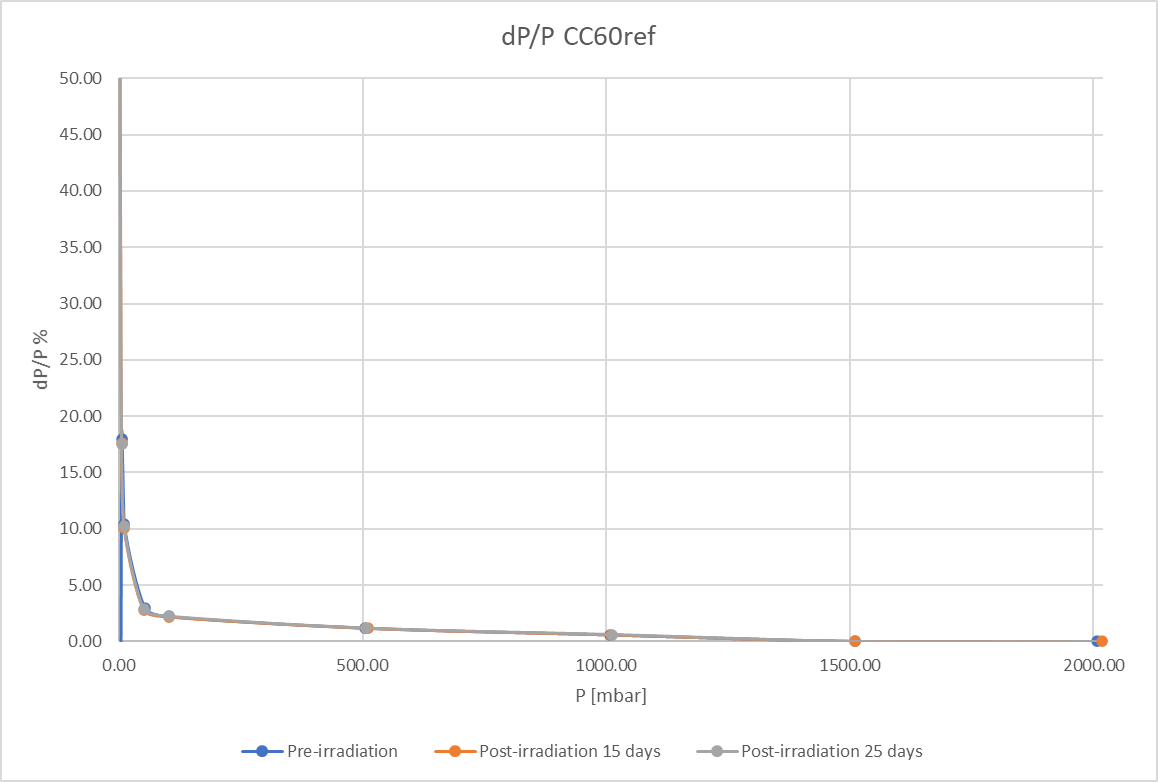 dP/P CC60ref
50.00
45.00
40.00
35.00
30.00
25.00
20.00
15.00
10.00
5.00
0.00
dP/P %
0.00 500.00 1000.00 1500.00 2000.00
P [mbar]
Pre-irradiation Post-irradiation 15 days Post-irradiation 25 days